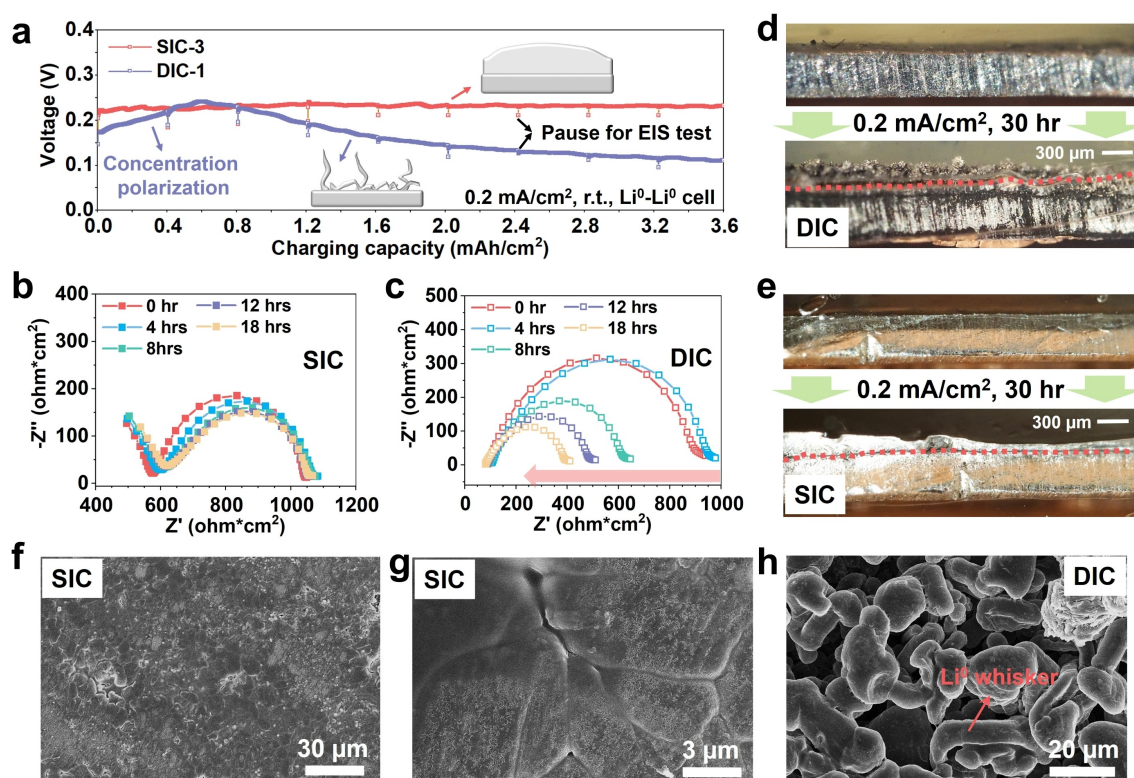 a
0.4
0.3
0.2
0.1
0.0
Voltage (V)
SIC-3
DIC-1
Concentration
polarization
Pause for EIS test
0.2 mA/cm², r.t., Li⁰-Li⁰ cell
0.0 0.4 0.8 1.2 1.6 2.0 2.4 2.8 3.2 3.6
Charging capacity (mAh/cm²)
b
400
300
200
100
0
-Z'' (ohm*cm²)
0 hr
12 hrs
4 hrs
18 hrs
8hrs
SIC
400 600 800 1000 1200
Z' (ohm*cm²)
c
500
400
300
200
100
0
-Z'' (ohm*cm²)
0 hr
12 hrs
4 hrs
18 hrs
8hrs
DIC
0 200 400 600 800 1000
Z' (ohm*cm²)
d
0.2 mA/cm², 30 hr
300 µm
DIC
e
0.2 mA/cm², 30 hr
300 µm
SIC
f
SIC
30 µm
g
SIC
3 µm
h
DIC
Li⁰ whisker
20 µm